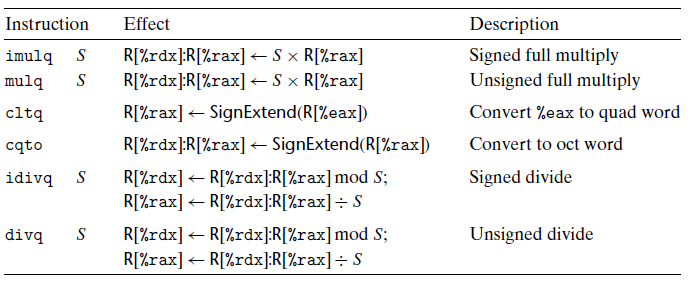 Instruction Effect Description
imulq S R[%rdx]:R[%rax] ← S × R[%rax] Signed full multiply
mulq S R[%rdx]:R[%rax] ← S × R[%rax] Unsigned full multiply
cltq R[%rax] ← SignExtend(R[%eax]) Convert %eax to quad word
cqto R[%rdx]:R[%rax] ← SignExtend(R[%rax]) Convert to oct word
idivq S R[%rdx] ← R[%rdx]:R[%rax] mod S; Signed divide
R[%rax] ← R[%rdx]:R[%rax] ÷ S
divq S R[%rdx] ← R[%rdx]:R[%rax] mod S; Unsigned divide
R[%rax] ← R[%rdx]:R[%rax] ÷ S